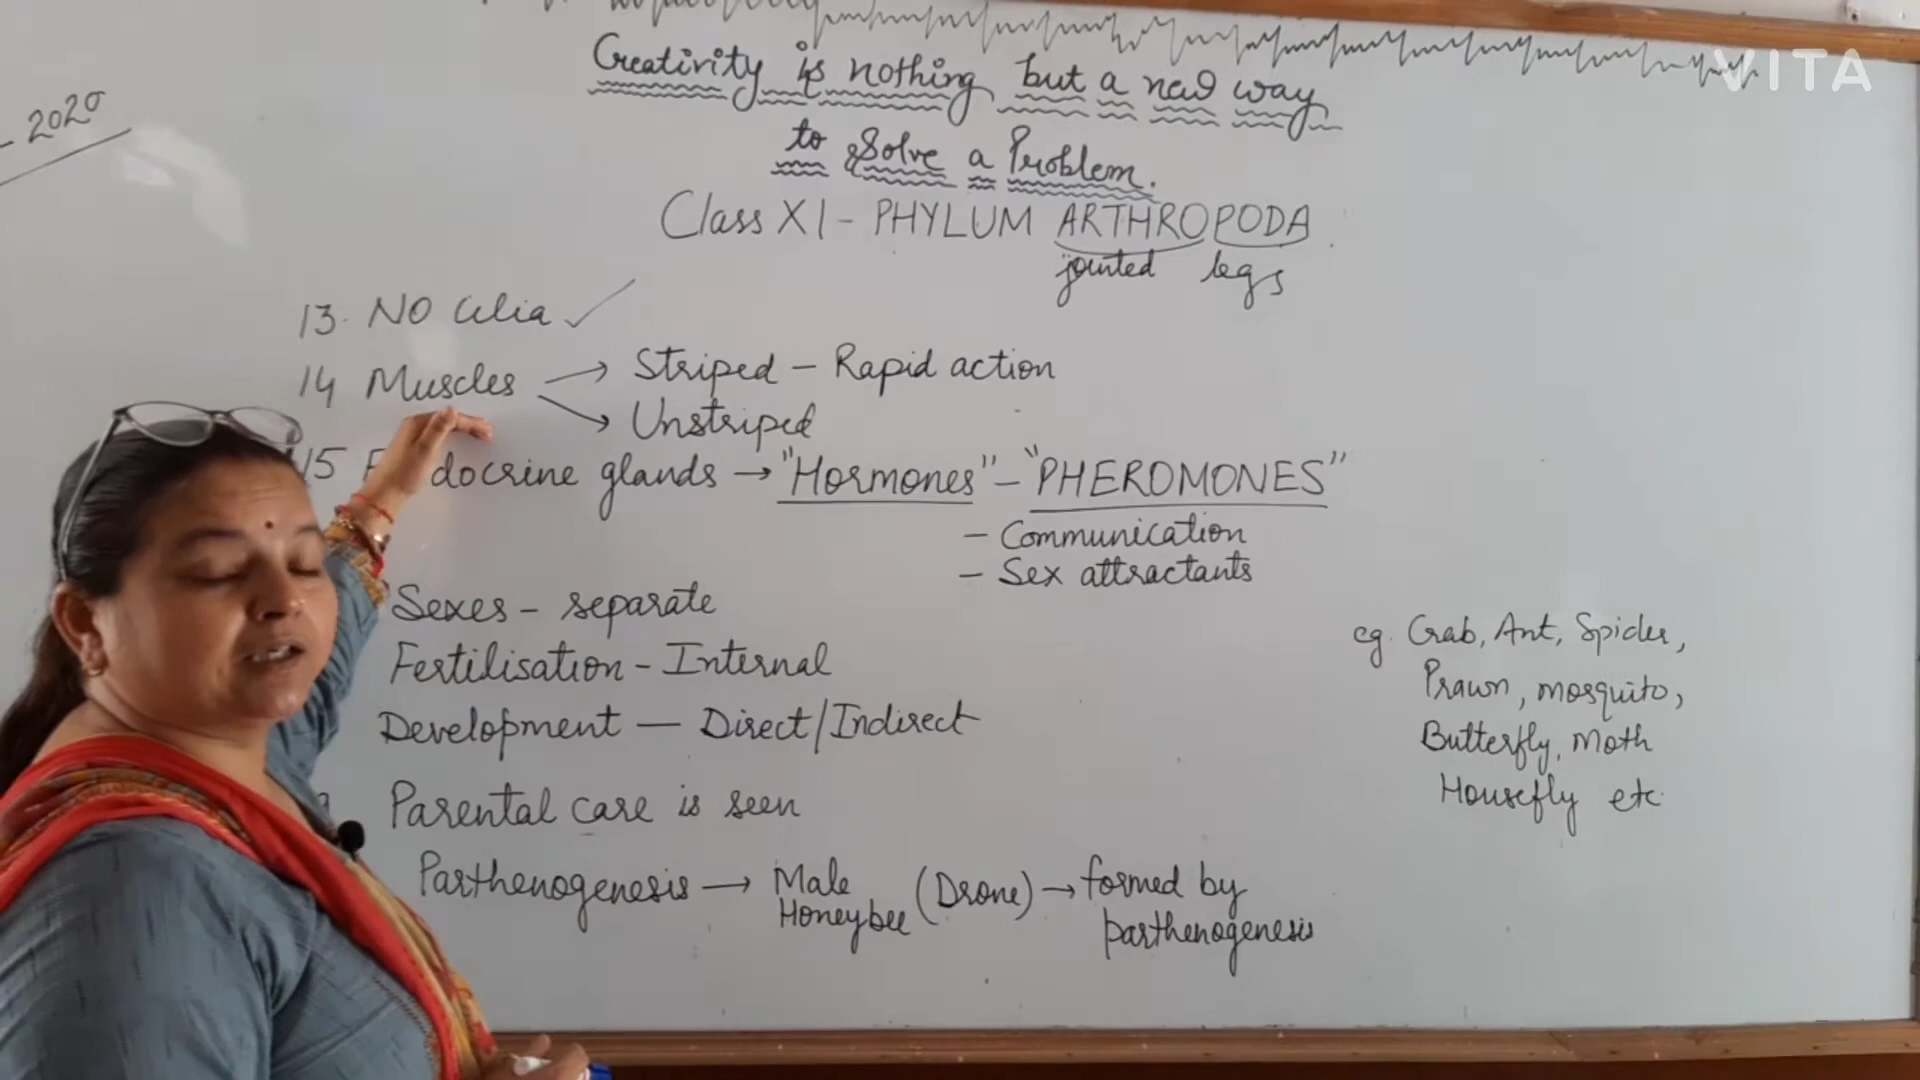 - 2020
VITA
Creativity is nothing but a new way
to Solve a Problem.
Class XI - PHYLUM ARTHROPODA
jointed legs
13. NO Cilia ✓
14 Muscles → Striped - Rapid action
→ Unstriped
15 docrine glands → "Hormones" - "PHEROMONES"
- Communication
- Sex attractants
Sexes - separate
Fertilisation - Internal
Development - Direct/Indirect
Parental care is seen
Parthenogenesis → Male Honeybee (Drone) → formed by
parthenogenesis
eg. Crab, Ant, Spider,
Prawn, mosquito,
Butterfly, Moth
Housefly etc.